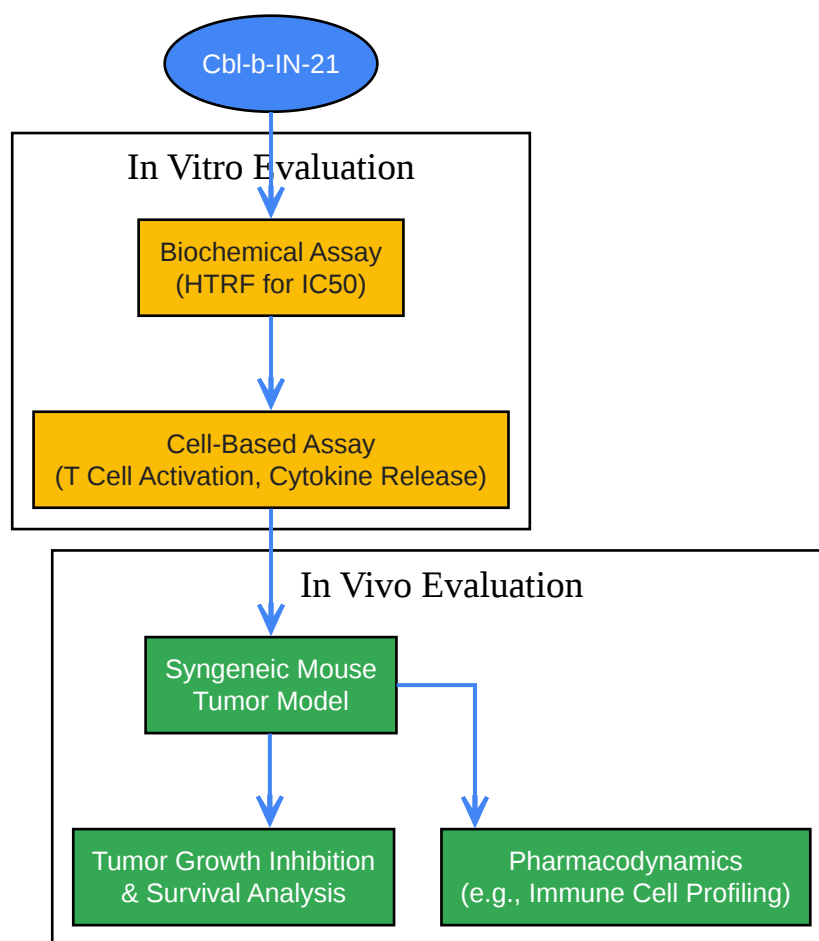 Cbl-b-IN-21
In Vitro Evaluation
Biochemical Assay
(HTRF for IC50)
Cell-Based Assay
(T Cell Activation, Cytokine Release)
In Vivo Evaluation
Syngeneic Mouse
Tumor Model
Tumor Growth Inhibition
& Survival Analysis
Pharmacodynamics
(e.g., Immune Cell Profiling)